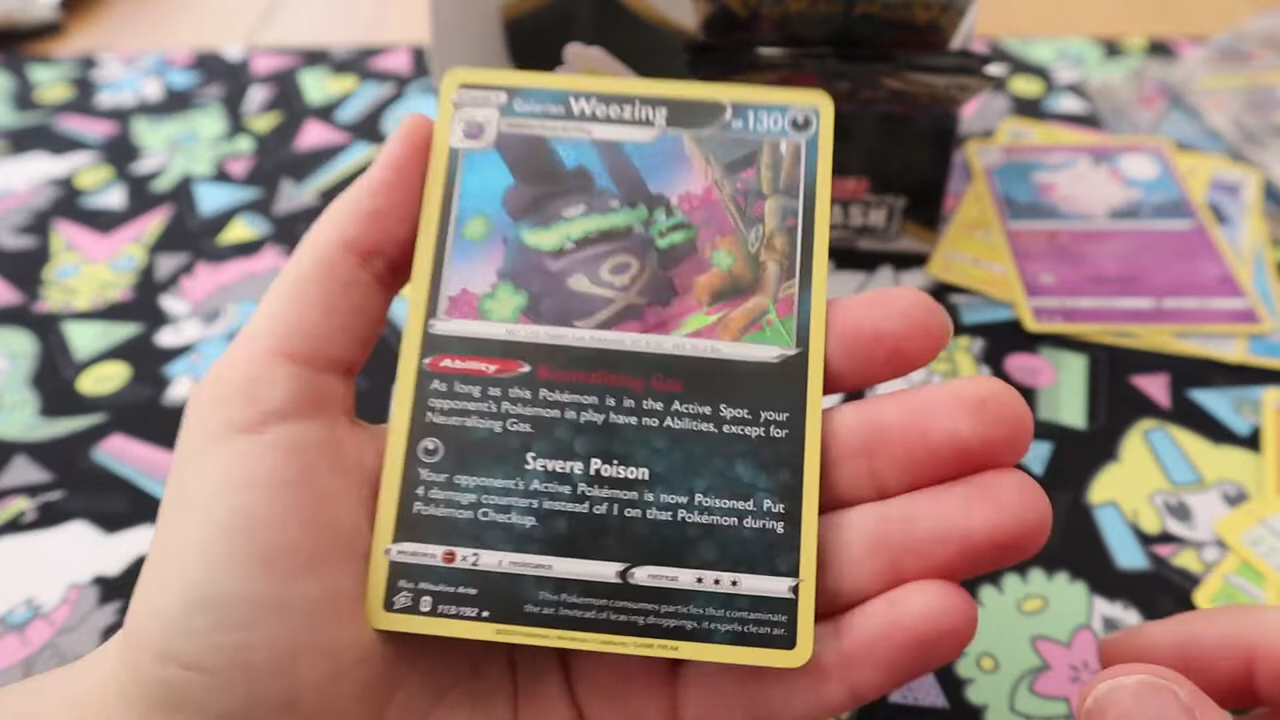 Galarian Weezing 130
Ability Neutralizing Gas
As long as this Pokémon is in the Active Spot, your
opponent's Pokémon in play have no Abilities, except for
Neutralizing Gas.
Severe Poison
Your opponent's Active Pokémon is now Poisoned. Put
4 damage counters instead of 1 on that Pokémon during
Pokémon Checkup.
weakness ×2 resistance retreat
113/192
This Pokémon consumes particles that contaminate
the air. Instead of leaving droppings, it expels clean air.